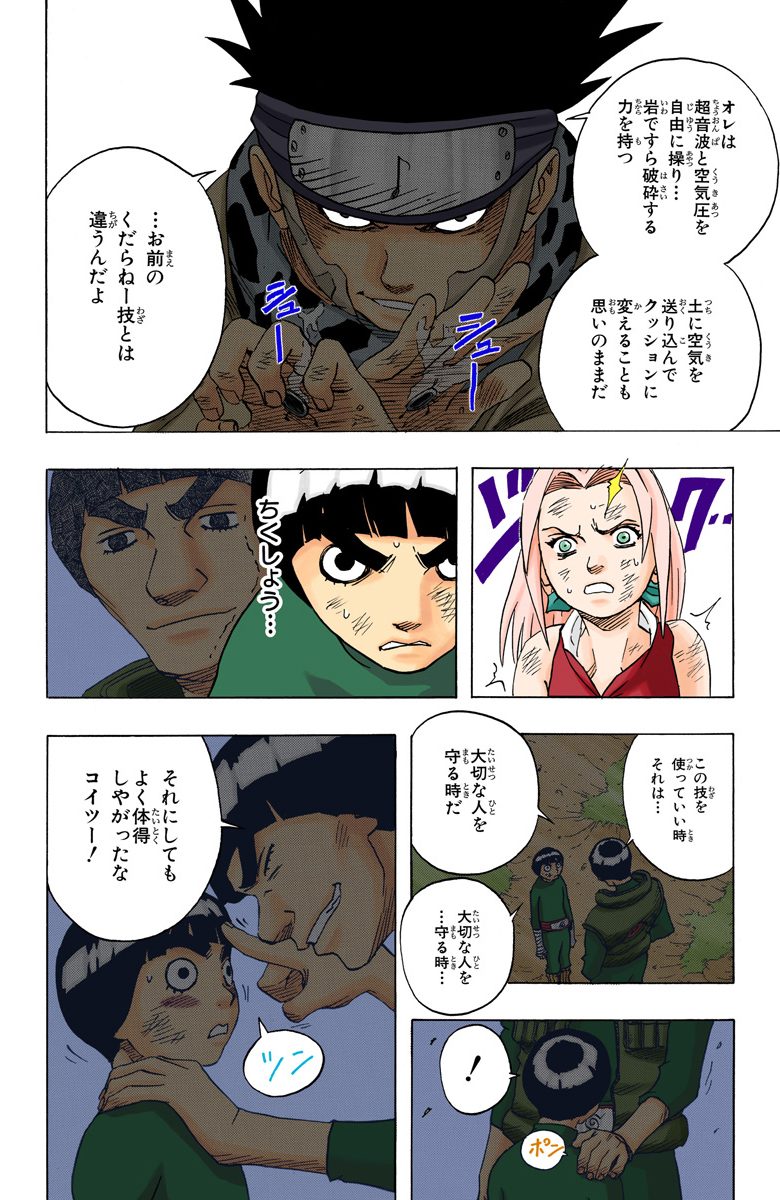 オレは
超音波と空気圧を
自由に操り…
岩ですら破砕する
力を持つ
土に空気を
送り込んで
クッションに
変えることも
思いのままだ
…お前の
くだらねー技とは
違うんだよ
シュー
シュー
ジクッ
ちくしょう…
この技を
使っていい時
それは…
大切な人を
守る時だ
大切な人を
…守る時…
！
ポン
それにしても
よく体得
しやがったな
コイツー！
ツン